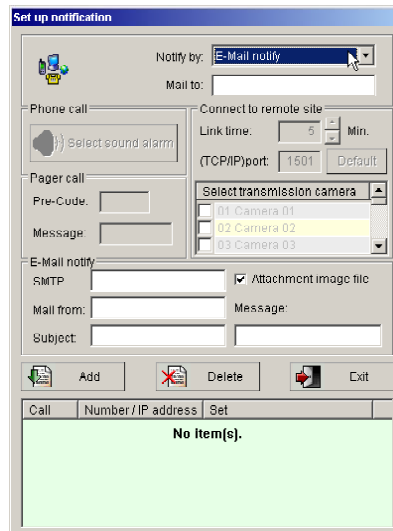 Set up notification
Notify by: E-Mail notify
Mail to:
Phone call
Select sound alarm
Connect to remote site
Link time: 5 Min.
(TCP/IP)port: 1501 Default
Pager call
Pre-Code:
Message:
Select transmission camera
01 Camera 01
02 Camera 02
03 Camera 03
E-Mail notify
SMTP
Attachment image file
Mail from:
Message:
Subject:
Add Delete Exit
Call Number / IP address Set
No item(s).